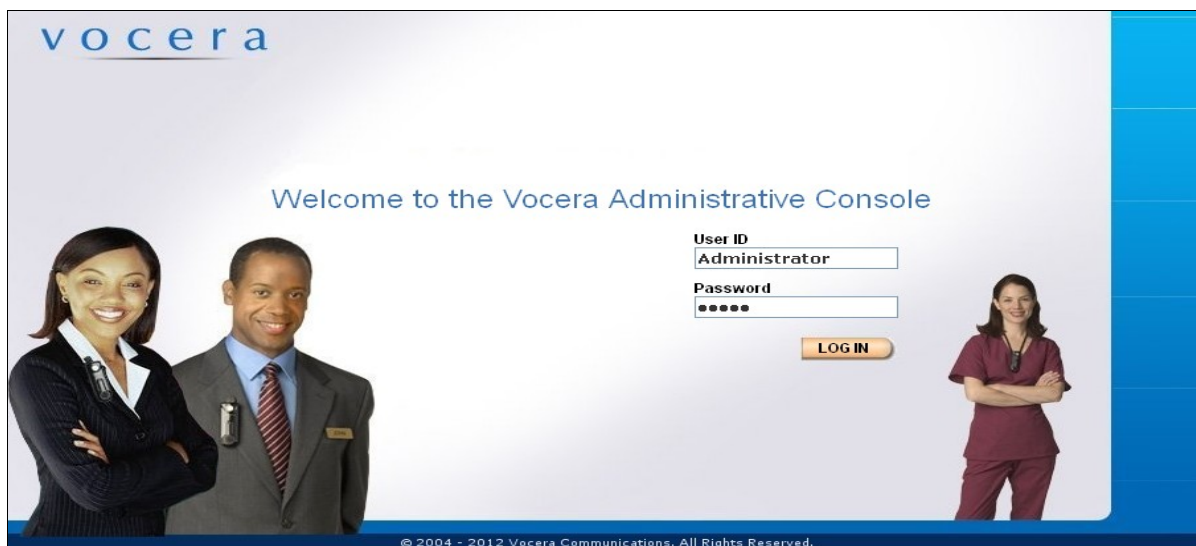 vocera
Welcome to the Vocera Administrative Console
User ID
Administrator
Password
●●●●●
LOG IN
© 2004 - 2012 Vocera Communications. All Rights Reserved.